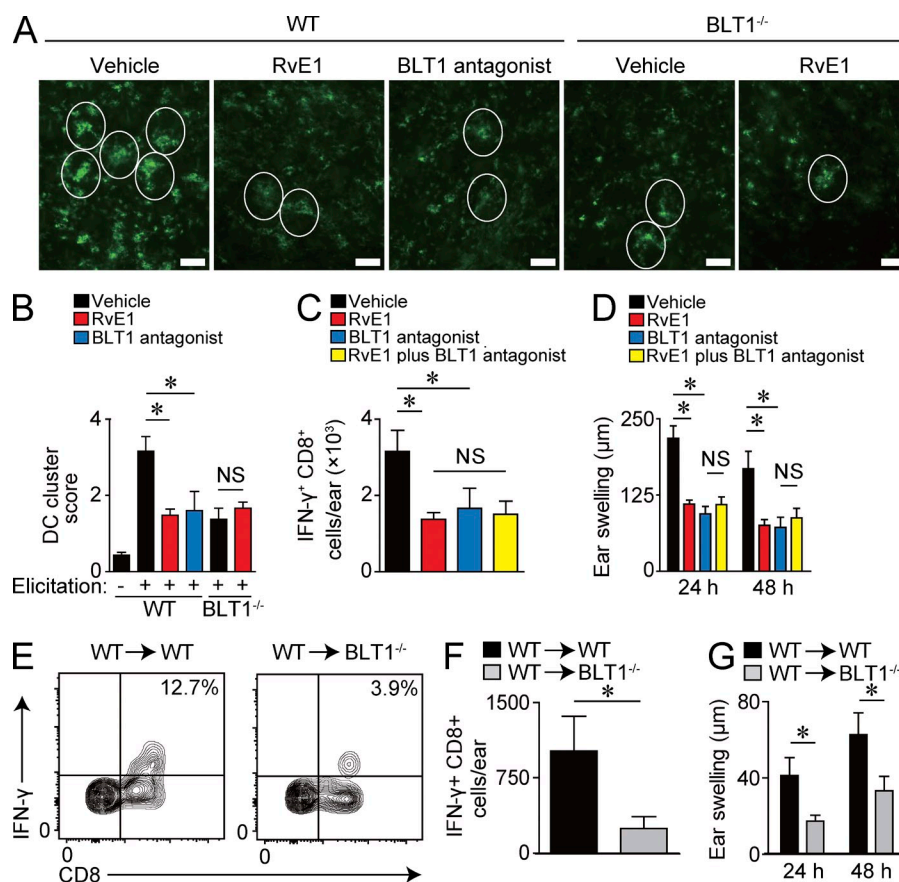 A
WT
BLT1-/-
Vehicle
RvE1
BLT1 antagonist
Vehicle
RvE1
B
Vehicle
RvE1
BLT1 antagonist
DC cluster
score
4
2
0
*
*
NS
Elicitation: - + + + + +
WT BLT1-/-
C
Vehicle
RvE1
BLT1 antagonist
RvE1 plus BLT1 antagonist
IFN-γ+ CD8+
cells/ear (×10³)
4
2
0
*
*
NS
D
Vehicle
RvE1
BLT1 antagonist
RvE1 plus BLT1 antagonist
Ear swelling (μm)
250
125
0
*
*
NS
*
*
NS
24 h 48 h
E
WT → WT
WT → BLT1-/-
12.7%
3.9%
IFN-γ
0
0
0
0
CD8
F
WT → WT
WT → BLT1-/-
IFN-γ+ CD8+
cells/ear
1500
750
0
*
G
WT → WT
WT → BLT1-/-
Ear swelling (μm)
80
40
0
*
*
24 h 48 h